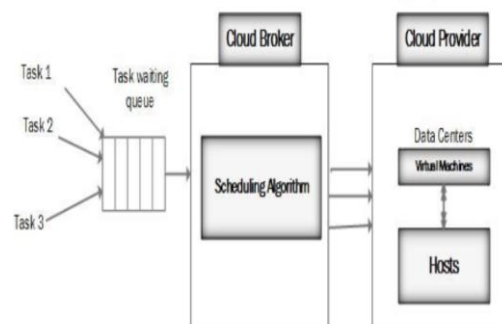 Cloud Broker
Cloud Provider
Task 1
Task waiting
queue
Task 2
Task 3
Scheduling Algorithm
Data Centers
Virtual Machines
Hosts